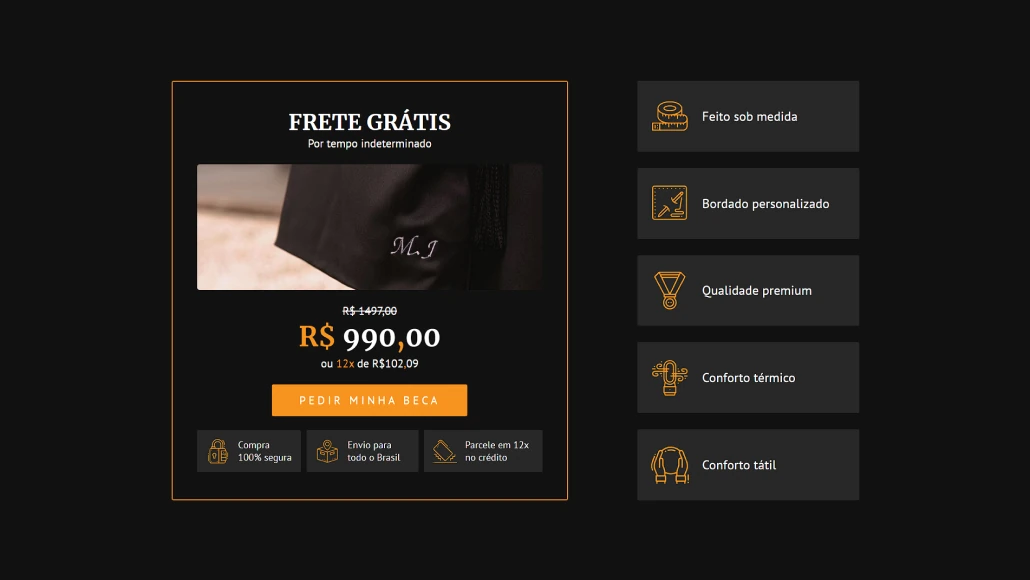 FRETE GRÁTIS
Por tempo indeterminado
M.J
R$ 1497,00
R$ 990,00
ou 12x de R$102,09
PEDIR MINHA BECA
Compra
100% segura
Envio para
todo o Brasil
Parcele em 12x
no crédito
Feito sob medida
Bordado personalizado
Qualidade premium
Conforto térmico
Conforto tátil